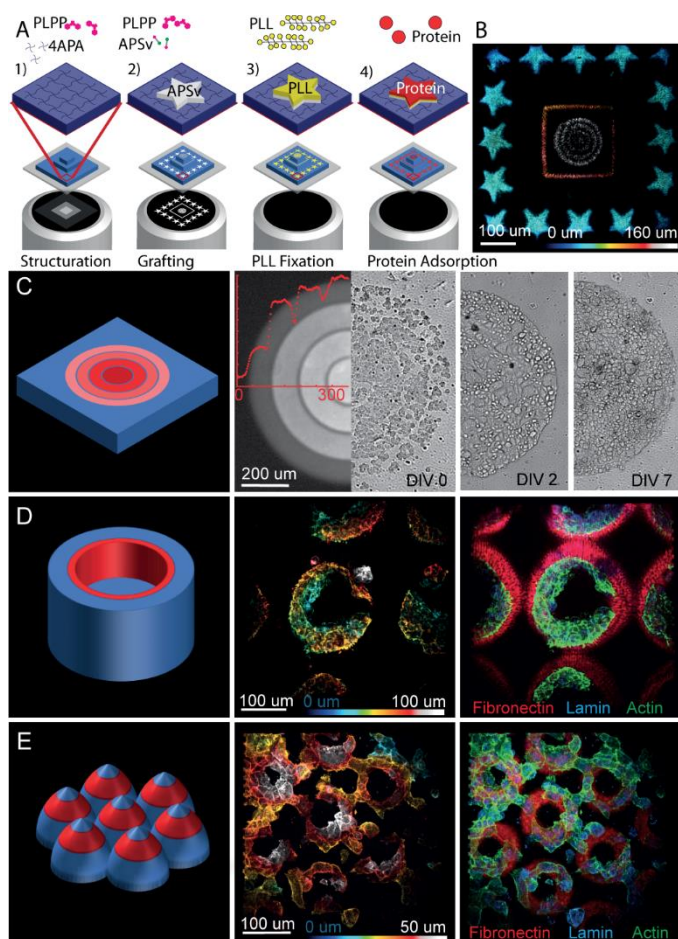 A
PLPP
4APA
PLPP
APSv
PLL
Protein
1)
2)
3)
4)
APSv
PLL
Protein
Structuration
Grafting
PLL Fixation
Protein Adsorption
B
100 um
0 um
160 um
C
0
300
200 um
DIV 0
DIV 2
DIV 7
D
100 um
0 um
100 um
Fibronectin
Lamin
Actin
E
100 um
0 um
50 um
Fibronectin
Lamin
Actin